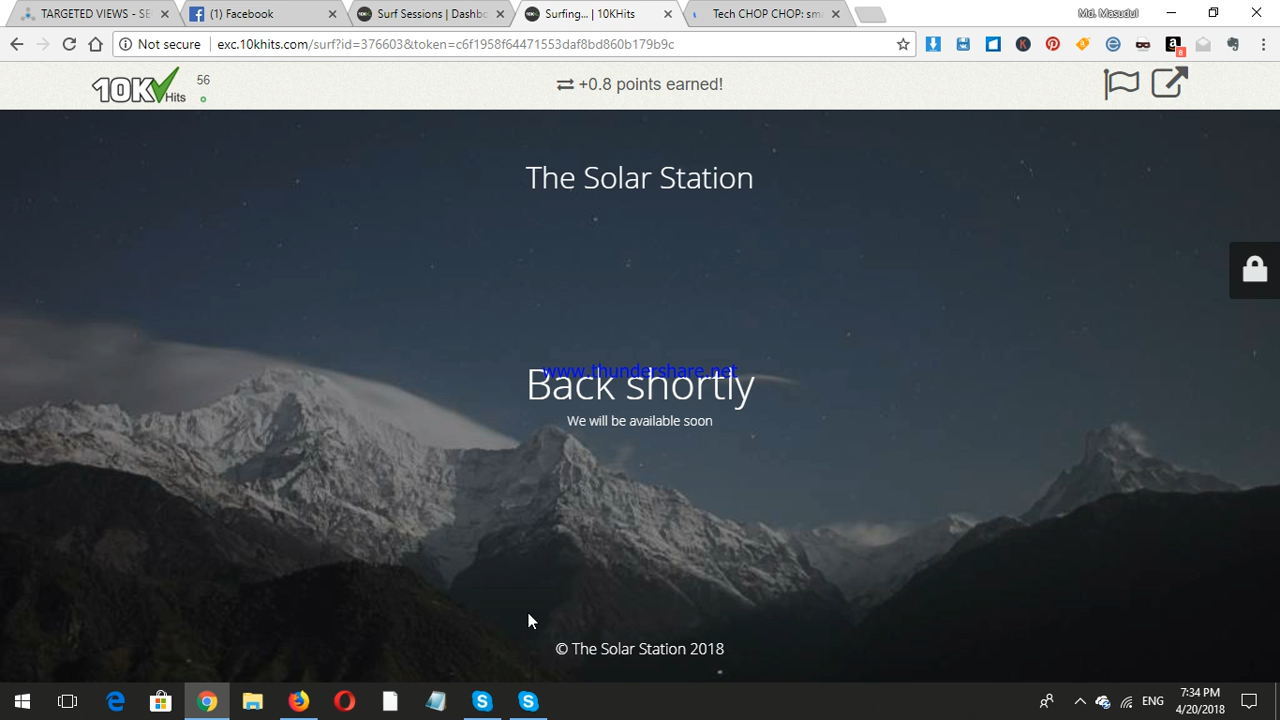 TARGETED VIEWS - SE
(1) Facebook
Surf Sessions | Dashbo
Surfing... | 10KHits
Tech CHOP CHOP: sma
Md. Masudul
Not secure
exc.10khits.com/surf?id=376603&token=c6f1958f64471553daf8bd860b179b9c
10K Hits
56
+0.8 points earned!
The Solar Station
www.thundershare.net
Back shortly
We will be available soon
© The Solar Station 2018
ENG
7:34 PM
4/20/2018